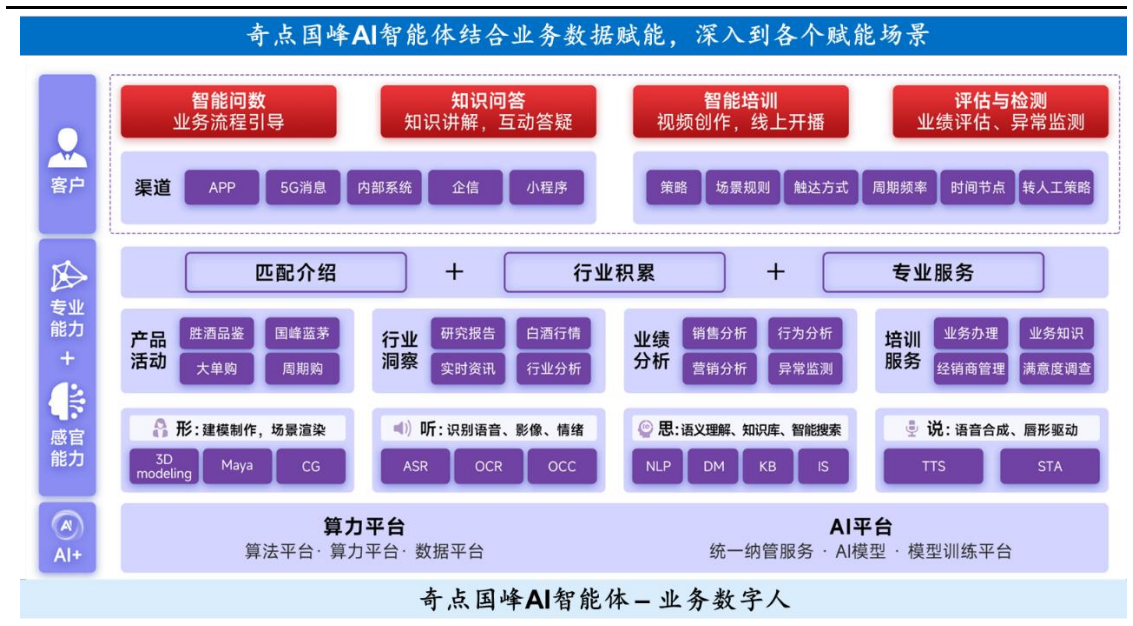 奇点国峰AI智能体结合业务数据赋能，深入到各个赋能场景
客户
智能问数
业务流程引导
知识问答
知识讲解，互动答疑
智能培训
视频创作，线上开播
评估与检测
业绩评估、异常监测
渠道
APP
5G消息
内部系统
企信
小程序
策略
场景规则
触达方式
周期频率
时间节点
转人工策略
专业
能力
+
感官
能力
匹配介绍
+
行业积累
+
专业服务
产品
活动
胜酒品鉴
国峰蓝茅
大单购
周期购
行业
洞察
研究报告
白酒行情
实时资讯
行业分析
业绩
分析
销售分析
行为分析
营销分析
异常监测
培训
服务
业务办理
业务知识
经销商管理
满意度调查
形：建模制作，场景渲染
3D
modeling
Maya
CG
听：识别语音、影像、情绪
ASR
OCR
OCC
思：语义理解、知识库、智能搜索
NLP
DM
KB
IS
说：语音合成、唇形驱动
TTS
STA
AI
AI+
算力平台
算法平台· 算力平台· 数据平台
AI平台
统一纳管服务 · AI模型 · 模型训练平台
奇点国峰AI智能体 – 业务数字人